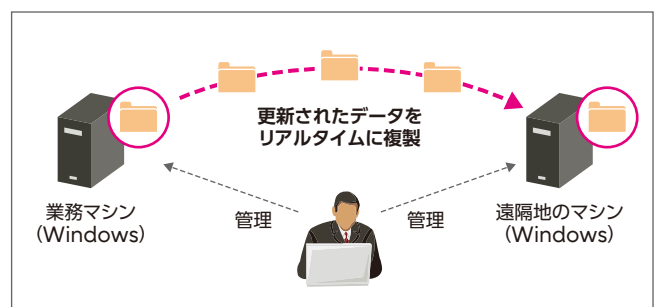 更新されたデータを
リアルタイムに複製
業務マシン
(Windows)
管理
管理
遠隔地のマシン
(Windows)